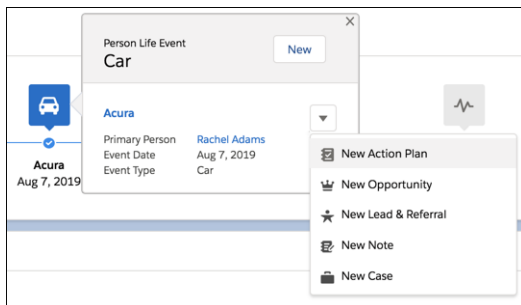 Person Life Event
Car
New
Acura
Primary Person Rachel Adams
Event Date Aug 7, 2019
Event Type Car
Acura
Aug 7, 2019
New Action Plan
New Opportunity
New Lead & Referral
New Note
New Case